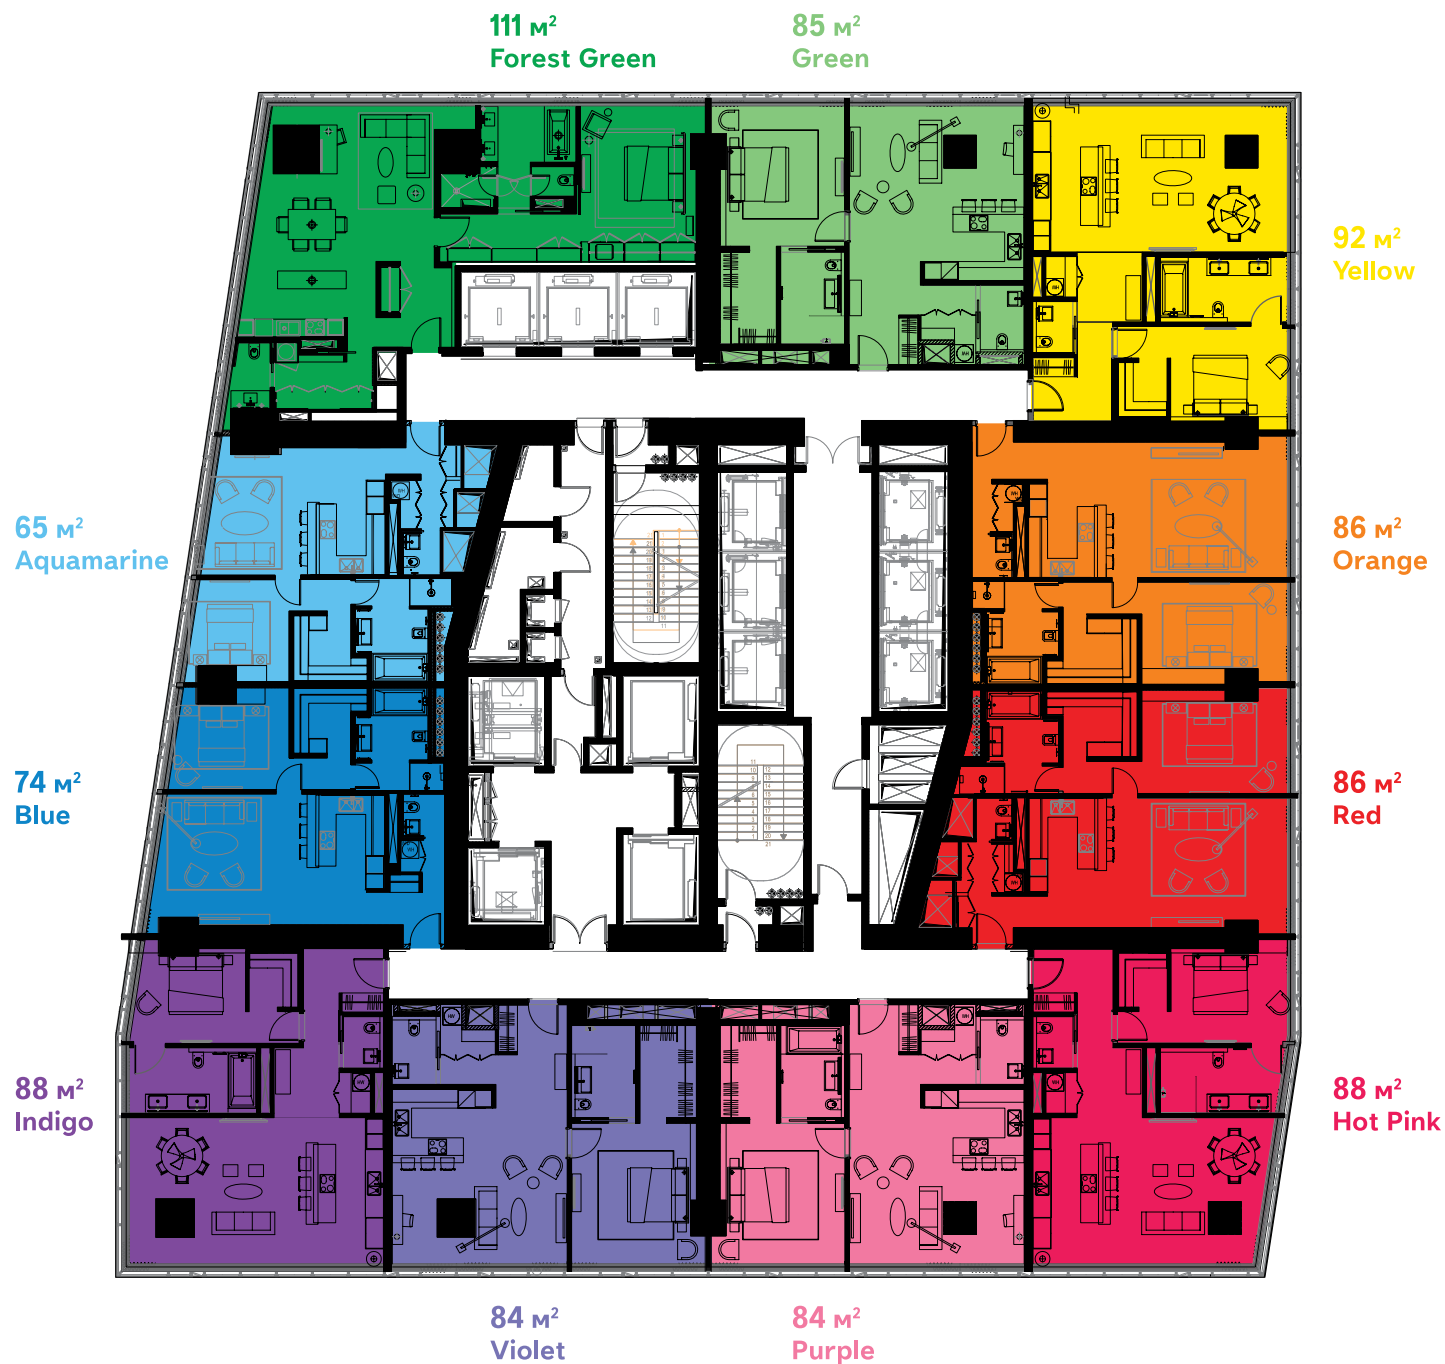 111 м²
Forest Green
85 м²
Green
92 м²
Yellow
65 м²
Aquamarine
86 м²
Orange
74 м²
Blue
86 м²
Red
88 м²
Indigo
88 м²
Hot Pink
84 м²
Violet
84 м²
Purple